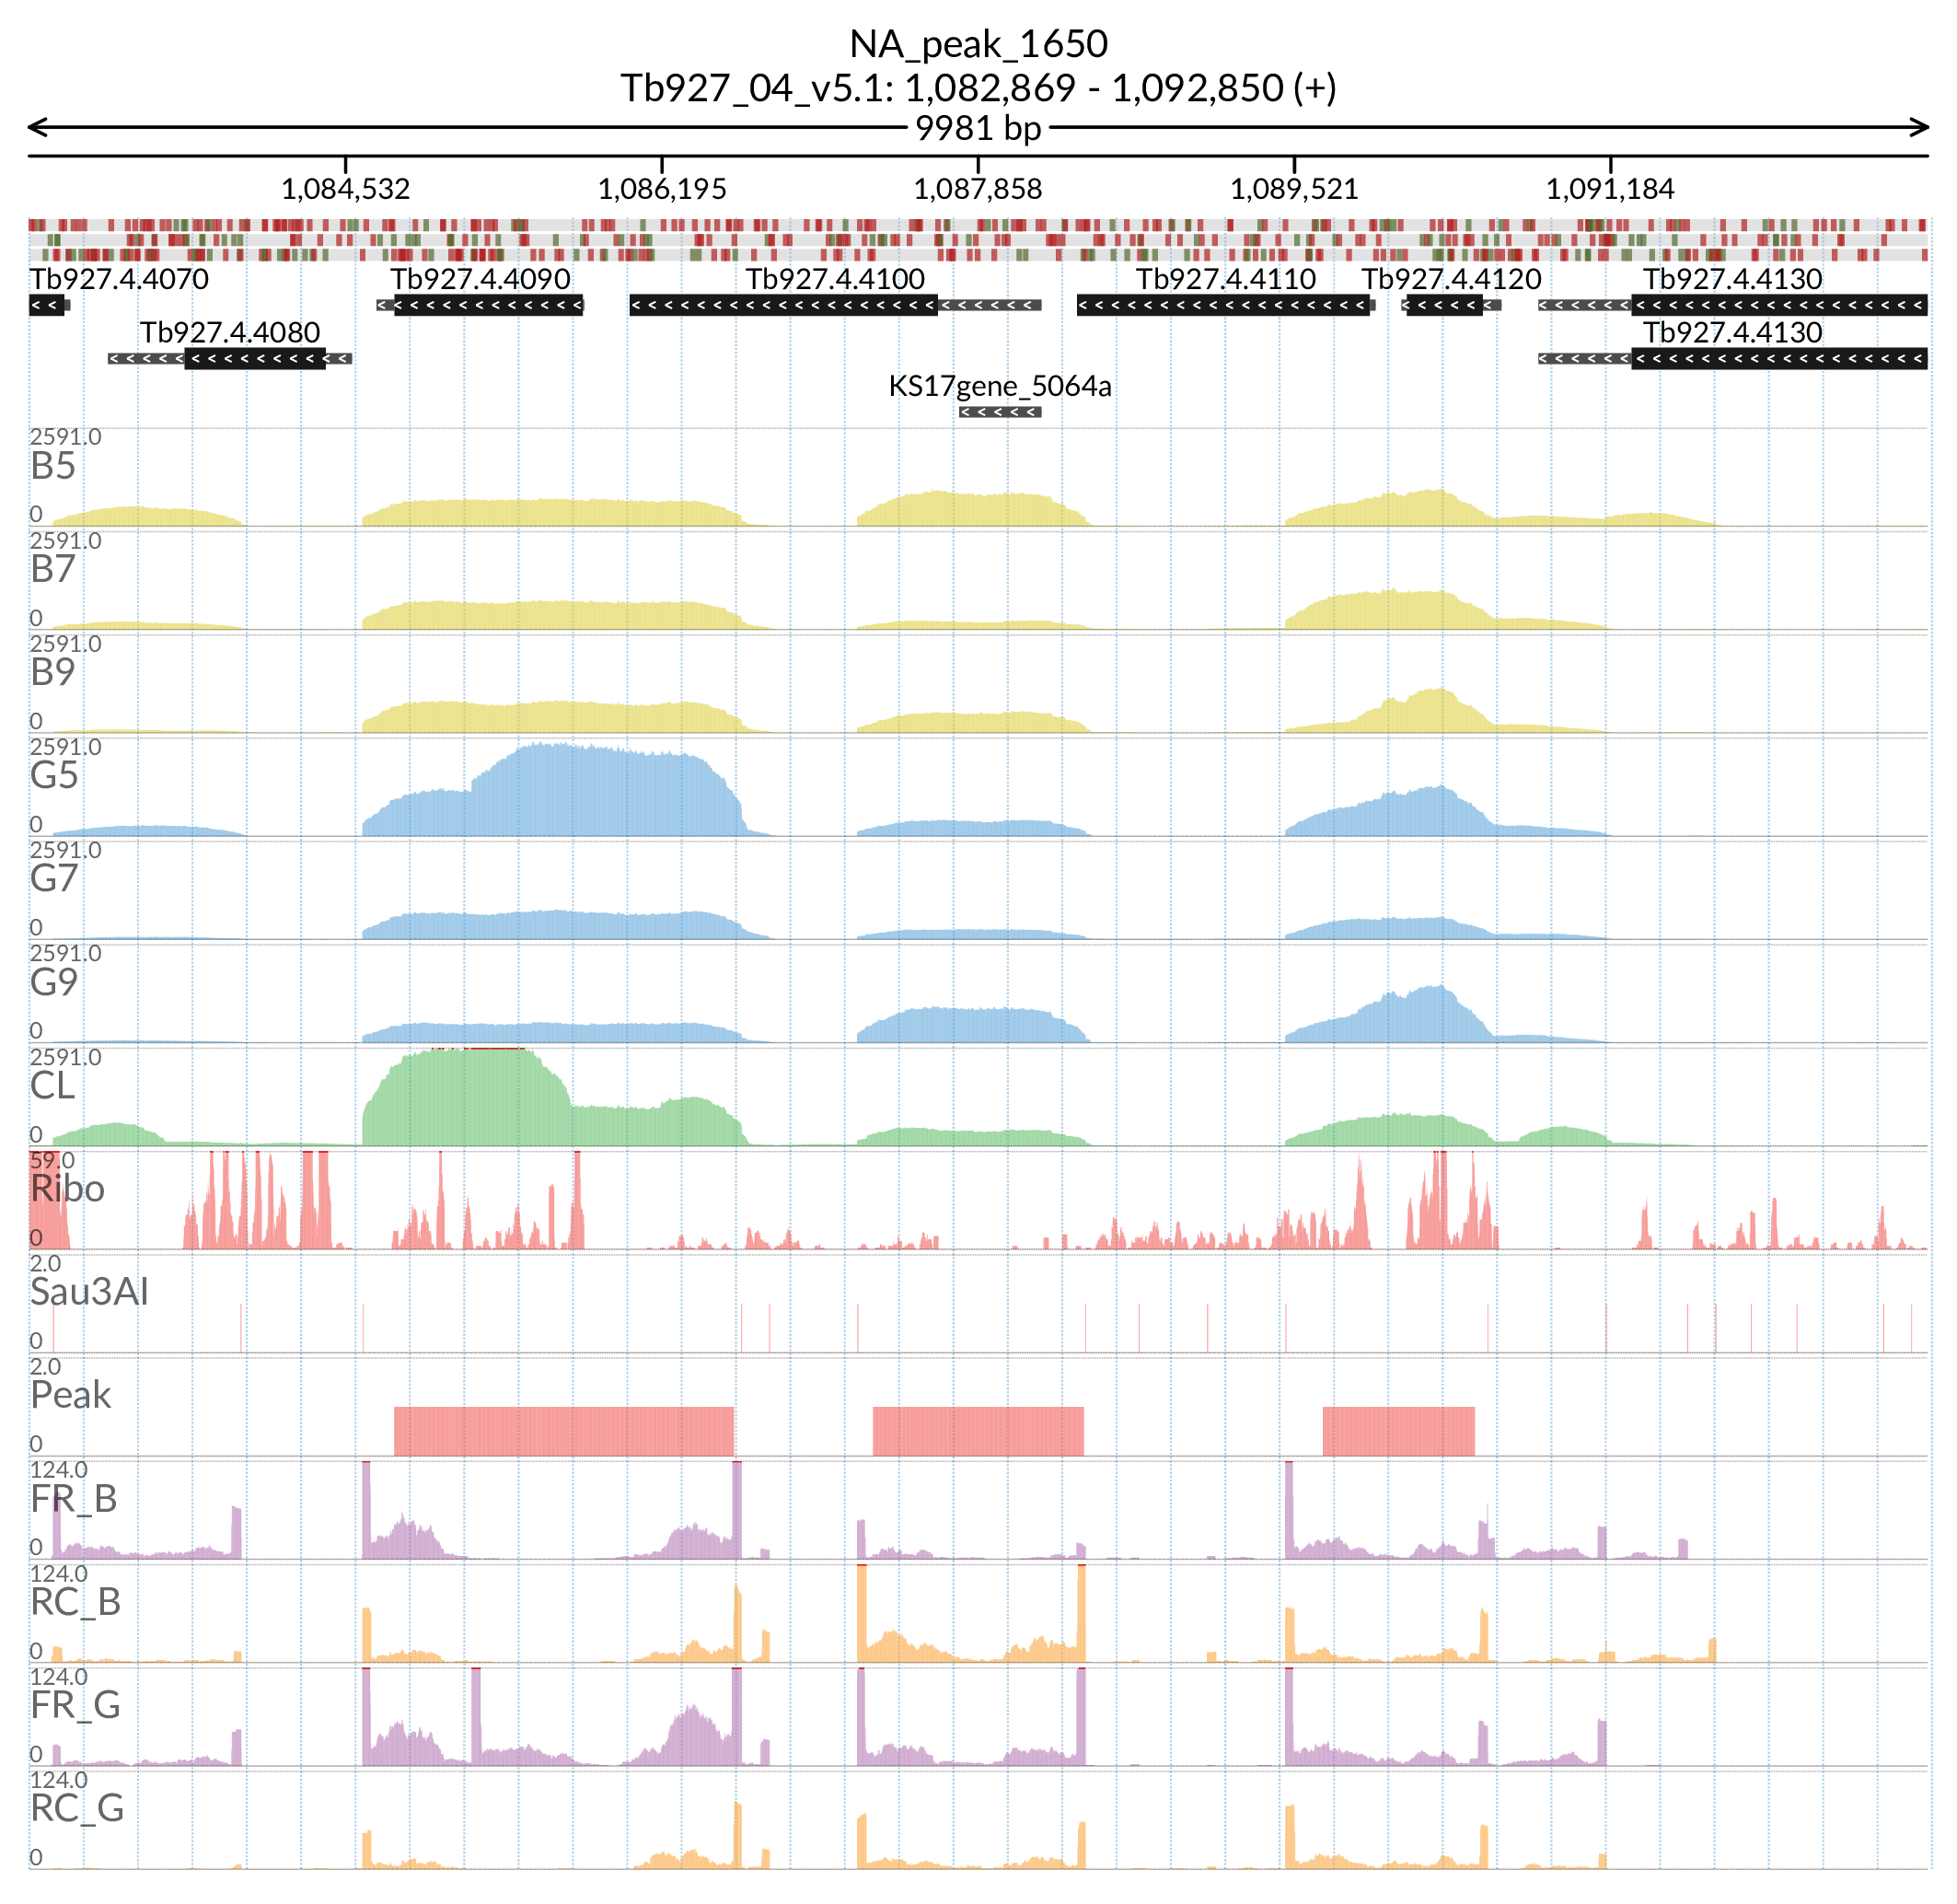 NA_peak_1650
Tb927_04_v5.1: 1,082,869 - 1,092,850 (+)
9981 bp
1,084,532 1,086,195 1,087,858 1,089,521 1,091,184
Tb927.4.4070 Tb927.4.4090 Tb927.4.4100 Tb927.4.4110 Tb927.4.4120 Tb927.4.4130
Tb927.4.4080 Tb927.4.4130
KS17gene_5064a
2591.0
B5
0
2591.0
B7
0
2591.0
B9
0
2591.0
G5
0
2591.0
G7
0
2591.0
G9
0
2591.0
CL
0
59.0
Ribo
0
2.0
Sau3AI
0
2.0
Peak
0
124.0
FR_B
0
124.0
RC_B
0
124.0
FR_G
0
124.0
RC_G
0